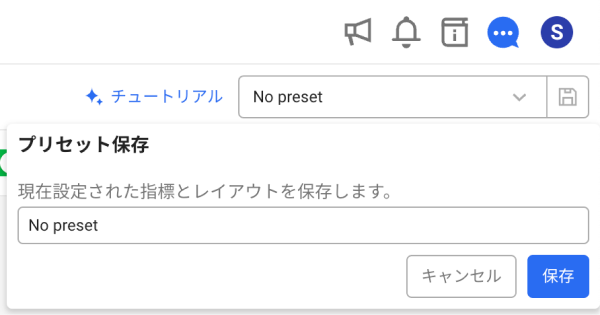 S
チュートリアル No preset
プリセット保存
現在設定された指標とレイアウトを保存します。
No preset
キャンセル 保存